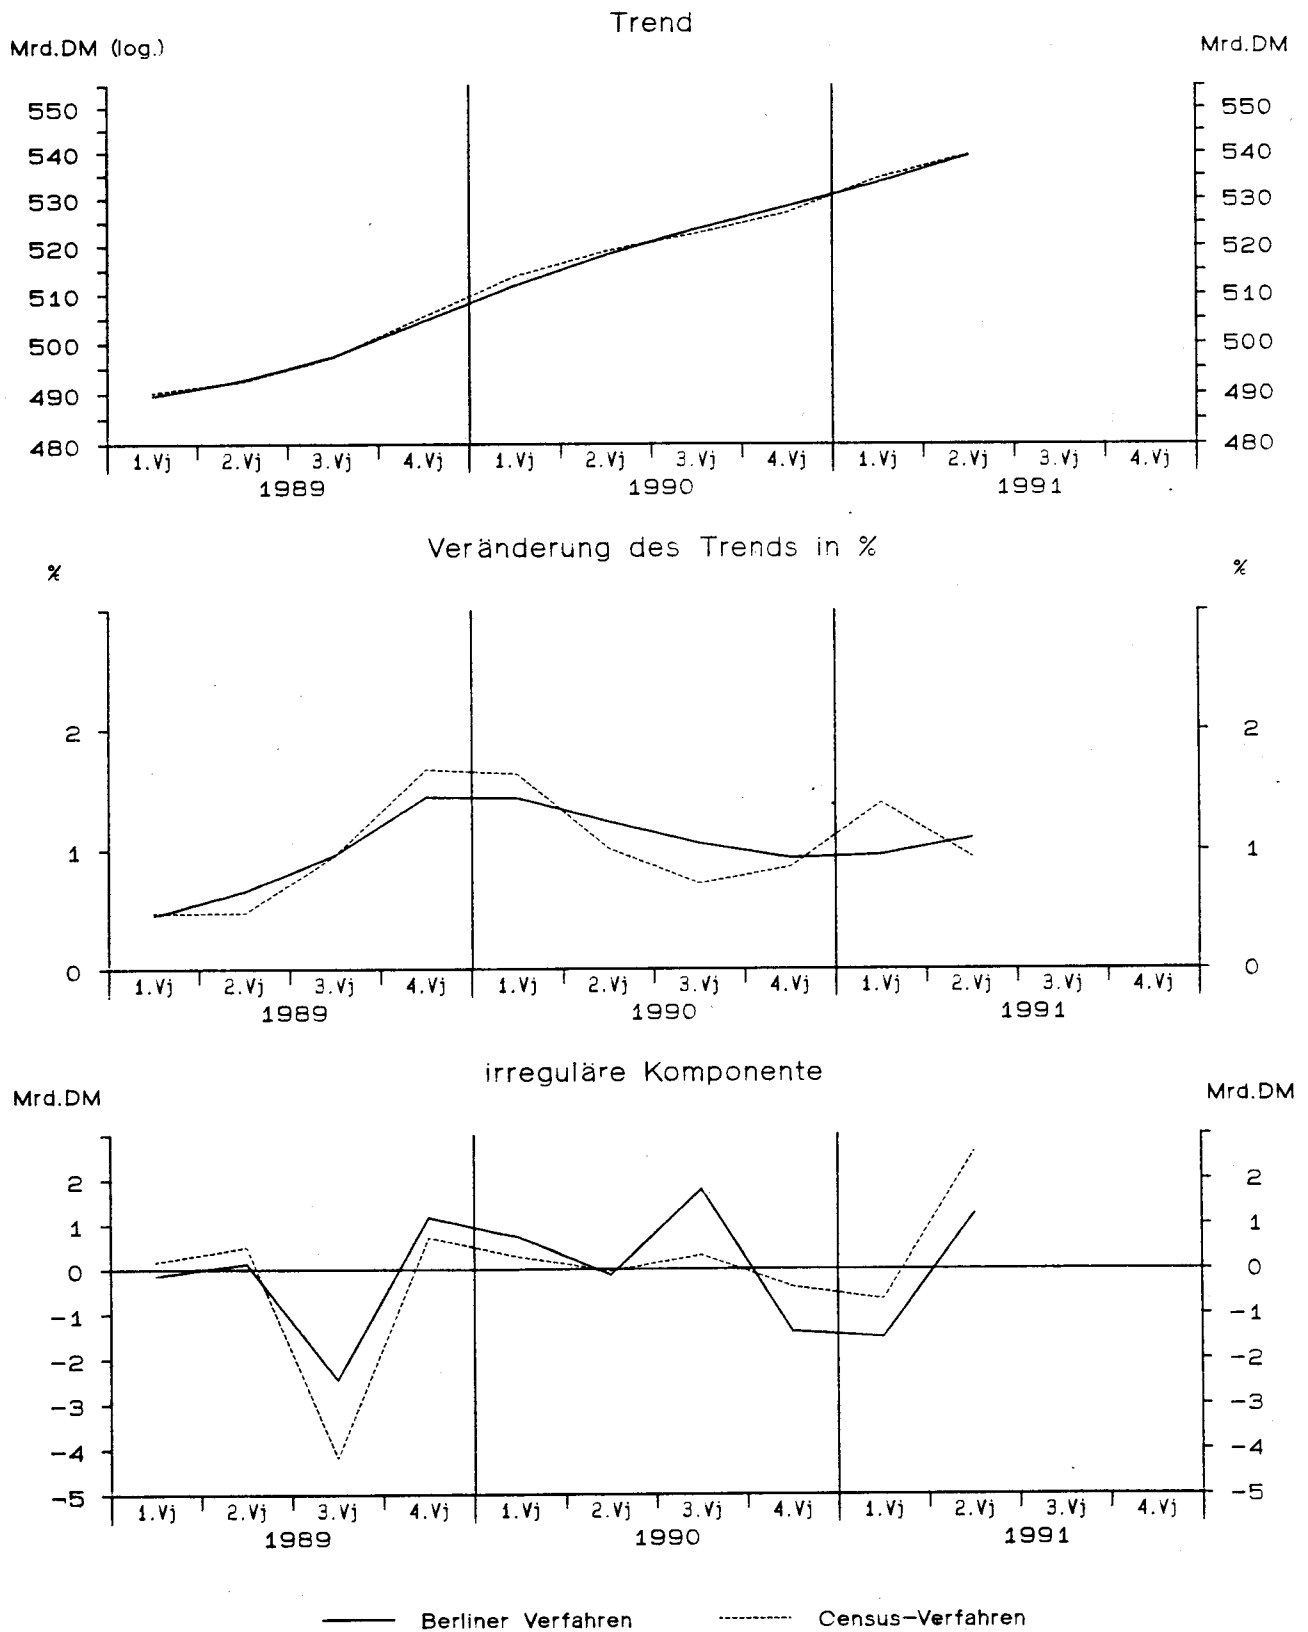 Trend
Mrd.DM (log.) Mrd.DM
550 550
540 540
530 530
520 520
510 510
500 500
490 490
480 480
1.Vj 2.Vj 3.Vj 4.Vj 1.Vj 2.Vj 3.Vj 4.Vj 1.Vj 2.Vj 3.Vj 4.Vj
1989 1990 1991
Veränderung des Trends in %
% %
2 2
1 1
0 0
1.Vj 2.Vj 3.Vj 4.Vj 1.Vj 2.Vj 3.Vj 4.Vj 1.Vj 2.Vj 3.Vj 4.Vj
1989 1990 1991
irreguläre Komponente
Mrd.DM Mrd.DM
2 2
1 1
0 0
-1 -1
-2 -2
-3 -3
-4 -4
-5 -5
1.Vj 2.Vj 3.Vj 4.Vj 1.Vj 2.Vj 3.Vj 4.Vj 1.Vj 2.Vj 3.Vj 4.Vj
1989 1990 1991
Berliner Verfahren Census-Verfahren